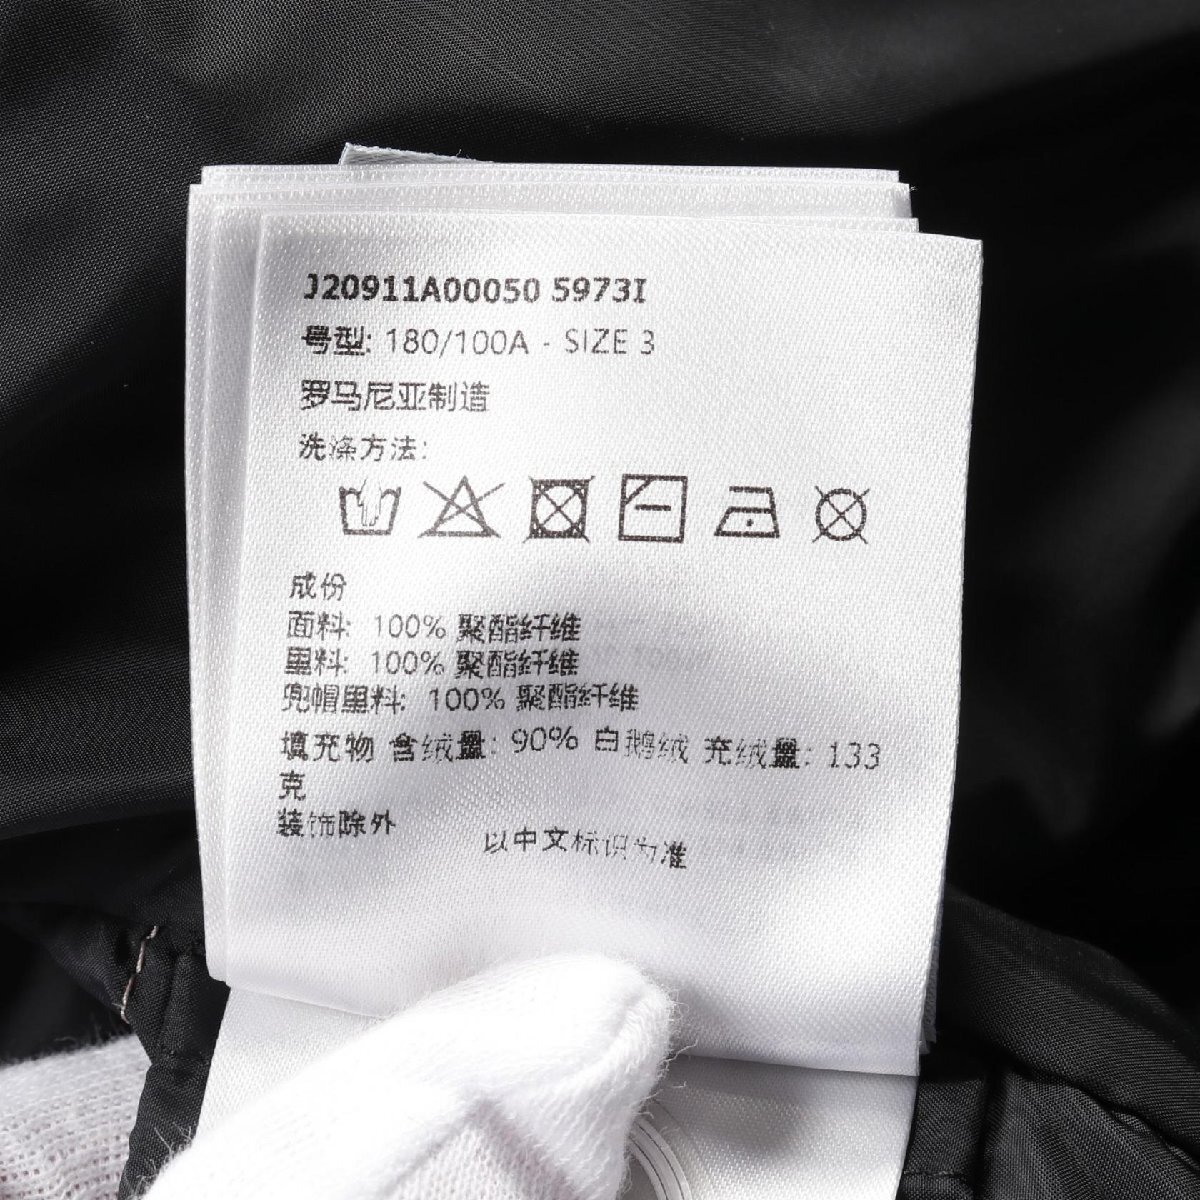 J20911A00050 5973I
号型: 180/100A - SIZE 3
罗马尼亚制造
洗涤方法:
成份
面料: 100% 聚酯纤维
里料: 100% 聚酯纤维
兜帽里料: 100% 聚酯纤维
填充物 含绒量: 90% 白鹅绒 充绒量: 133
克
装饰除外
以中文标识为准